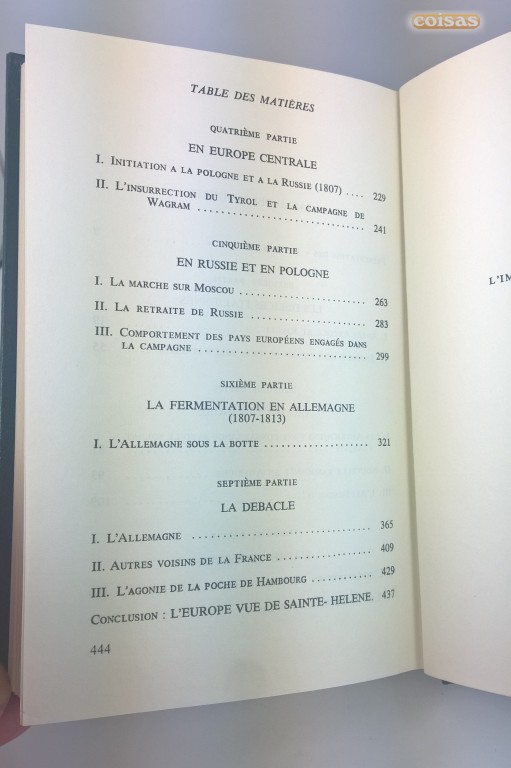 coisas
TABLE DES MATIÈRES
QUATRIÈME PARTIE
EN EUROPE CENTRALE
I. INITIATION A LA POLOGNE ET A LA RUSSIE (1807) .... 229
II. L'INSURRECTION DU TYROL ET LA CAMPAGNE DE
WAGRAM .............................. 241
CINQUIÈME PARTIE
EN RUSSIE ET EN POLOGNE
I. LA MARCHE SUR MOSCOU ...................... 263
II. LA RETRAITE DE RUSSIE ...................... 283
III. COMPORTEMENT DES PAYS EUROPÉENS ENGAGÉS DANS
LA CAMPAGNE .............................. 299
SIXIÈME PARTIE
LA FERMENTATION EN ALLEMAGNE
(1807-1813)
I. L'ALLEMAGNE SOUS LA BOTTE .................. 321
SEPTIÈME PARTIE
LA DEBACLE
I. L'ALLEMAGNE .............................. 365
II. AUTRES VOISINS DE LA FRANCE ................ 409
III. L'AGONIE DE LA POCHE DE HAMBOURG ............ 429
CONCLUSION : L'EUROPE VUE DE SAINTE- HELENE. 437
444
L'IM